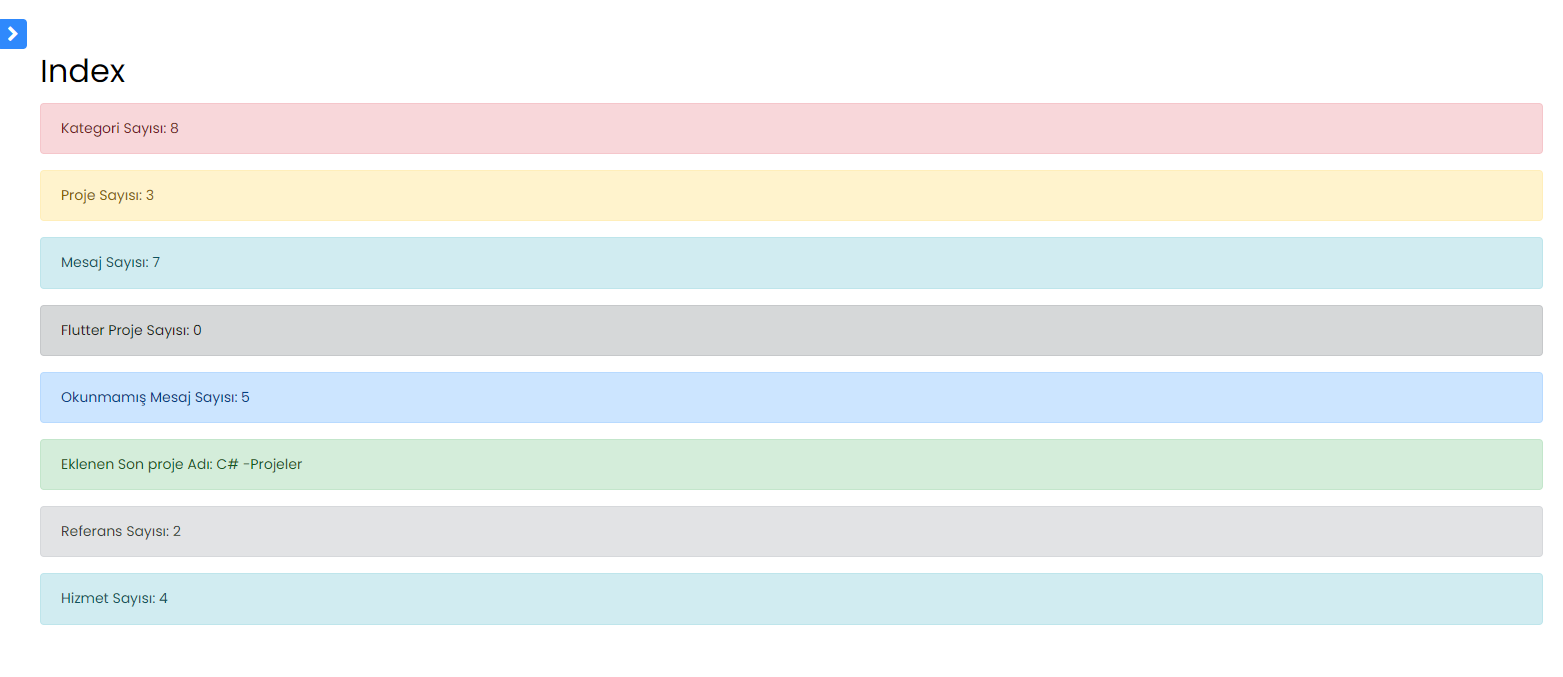 Index
Kategori Sayısı: 8
Proje Sayısı: 3
Mesaj Sayısı: 7
Flutter Proje Sayısı: 0
Okunmamış Mesaj Sayısı: 5
Eklenen Son proje Adı: C# -Projeler
Referans Sayısı: 2
Hizmet Sayısı: 4